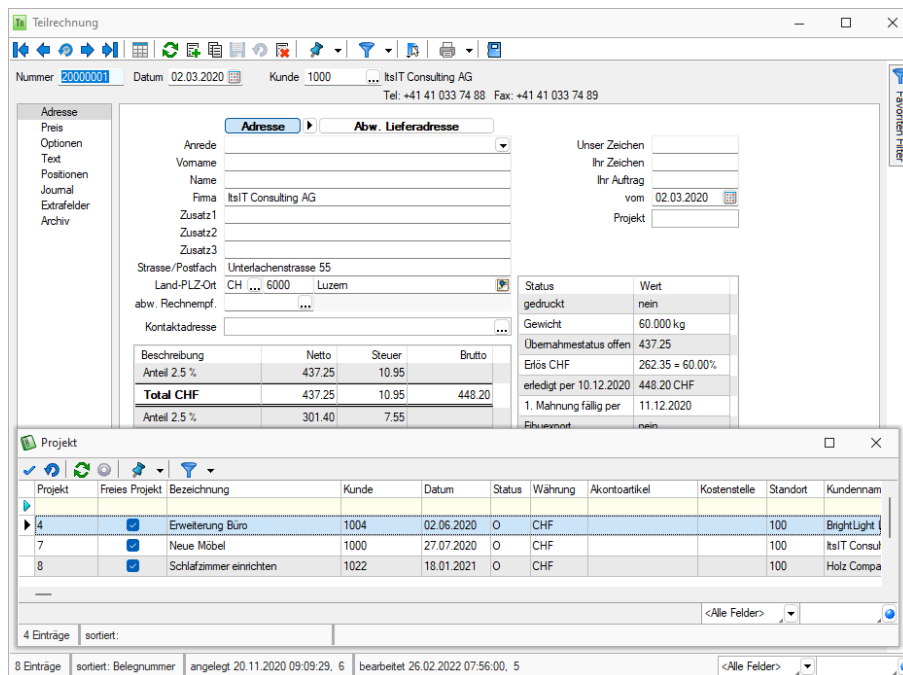 Teilrechnung
Nummer 20000001 Datum 02.03.2020 Kunde 1000 ... ItsIT Consulting AG
Tel: +41 41 033 74 88 Fax: +41 41 033 74 89
Favoriten Filter
Adresse
Preis
Optionen
Text
Positionen
Journal
Extrafelder
Archiv
Adresse Abw. Lieferadresse
Anrede
Vorname
Name
Firma ItsIT Consulting AG
Zusatz1
Zusatz2
Zusatz3
Strasse/Postfach Unterlachenstrasse 55
Land-PLZ-Ort CH ... 6000 Luzern
abw. Rechnempf. ...
Kontaktadresse ...
Unser Zeichen
Ihr Zeichen
Ihr Auftrag
vom 02.03.2020
Projekt
Beschreibung Netto Steuer Brutto
Anteil 2.5 % 437.25 10.95
Total CHF 437.25 10.95 448.20
Anteil 2.5 % 301.40 7.55
Status Wert
gedruckt nein
Gewicht 60.000 kg
Übernahmestatus offen 437.25
Erlös CHF 262.35 = 60.00%
erledigt per 10.12.2020 448.20 CHF
1. Mahnung fällig per 11.12.2020
Fibuexport nein
Projekt
Projekt Freies Projekt Bezeichnung Kunde Datum Status Währung Akontoartikel Kostenstelle Standort Kundennam
4 Erweiterung Büro 1004 02.06.2020 O CHF 100 BrightLight
7 Neue Möbel 1000 27.07.2020 O CHF 100 ItsIT Consul
8 Schlafzimmer einrichten 1022 18.01.2021 O CHF 100 Holz Compa
<Alle Felder>
4 Einträge sortiert:
8 Einträge sortiert: Belegnummer angelegt 20.11.2020 09:09:29, 6 bearbeitet 26.02.2022 07:56:00, 5 <Alle Felder>